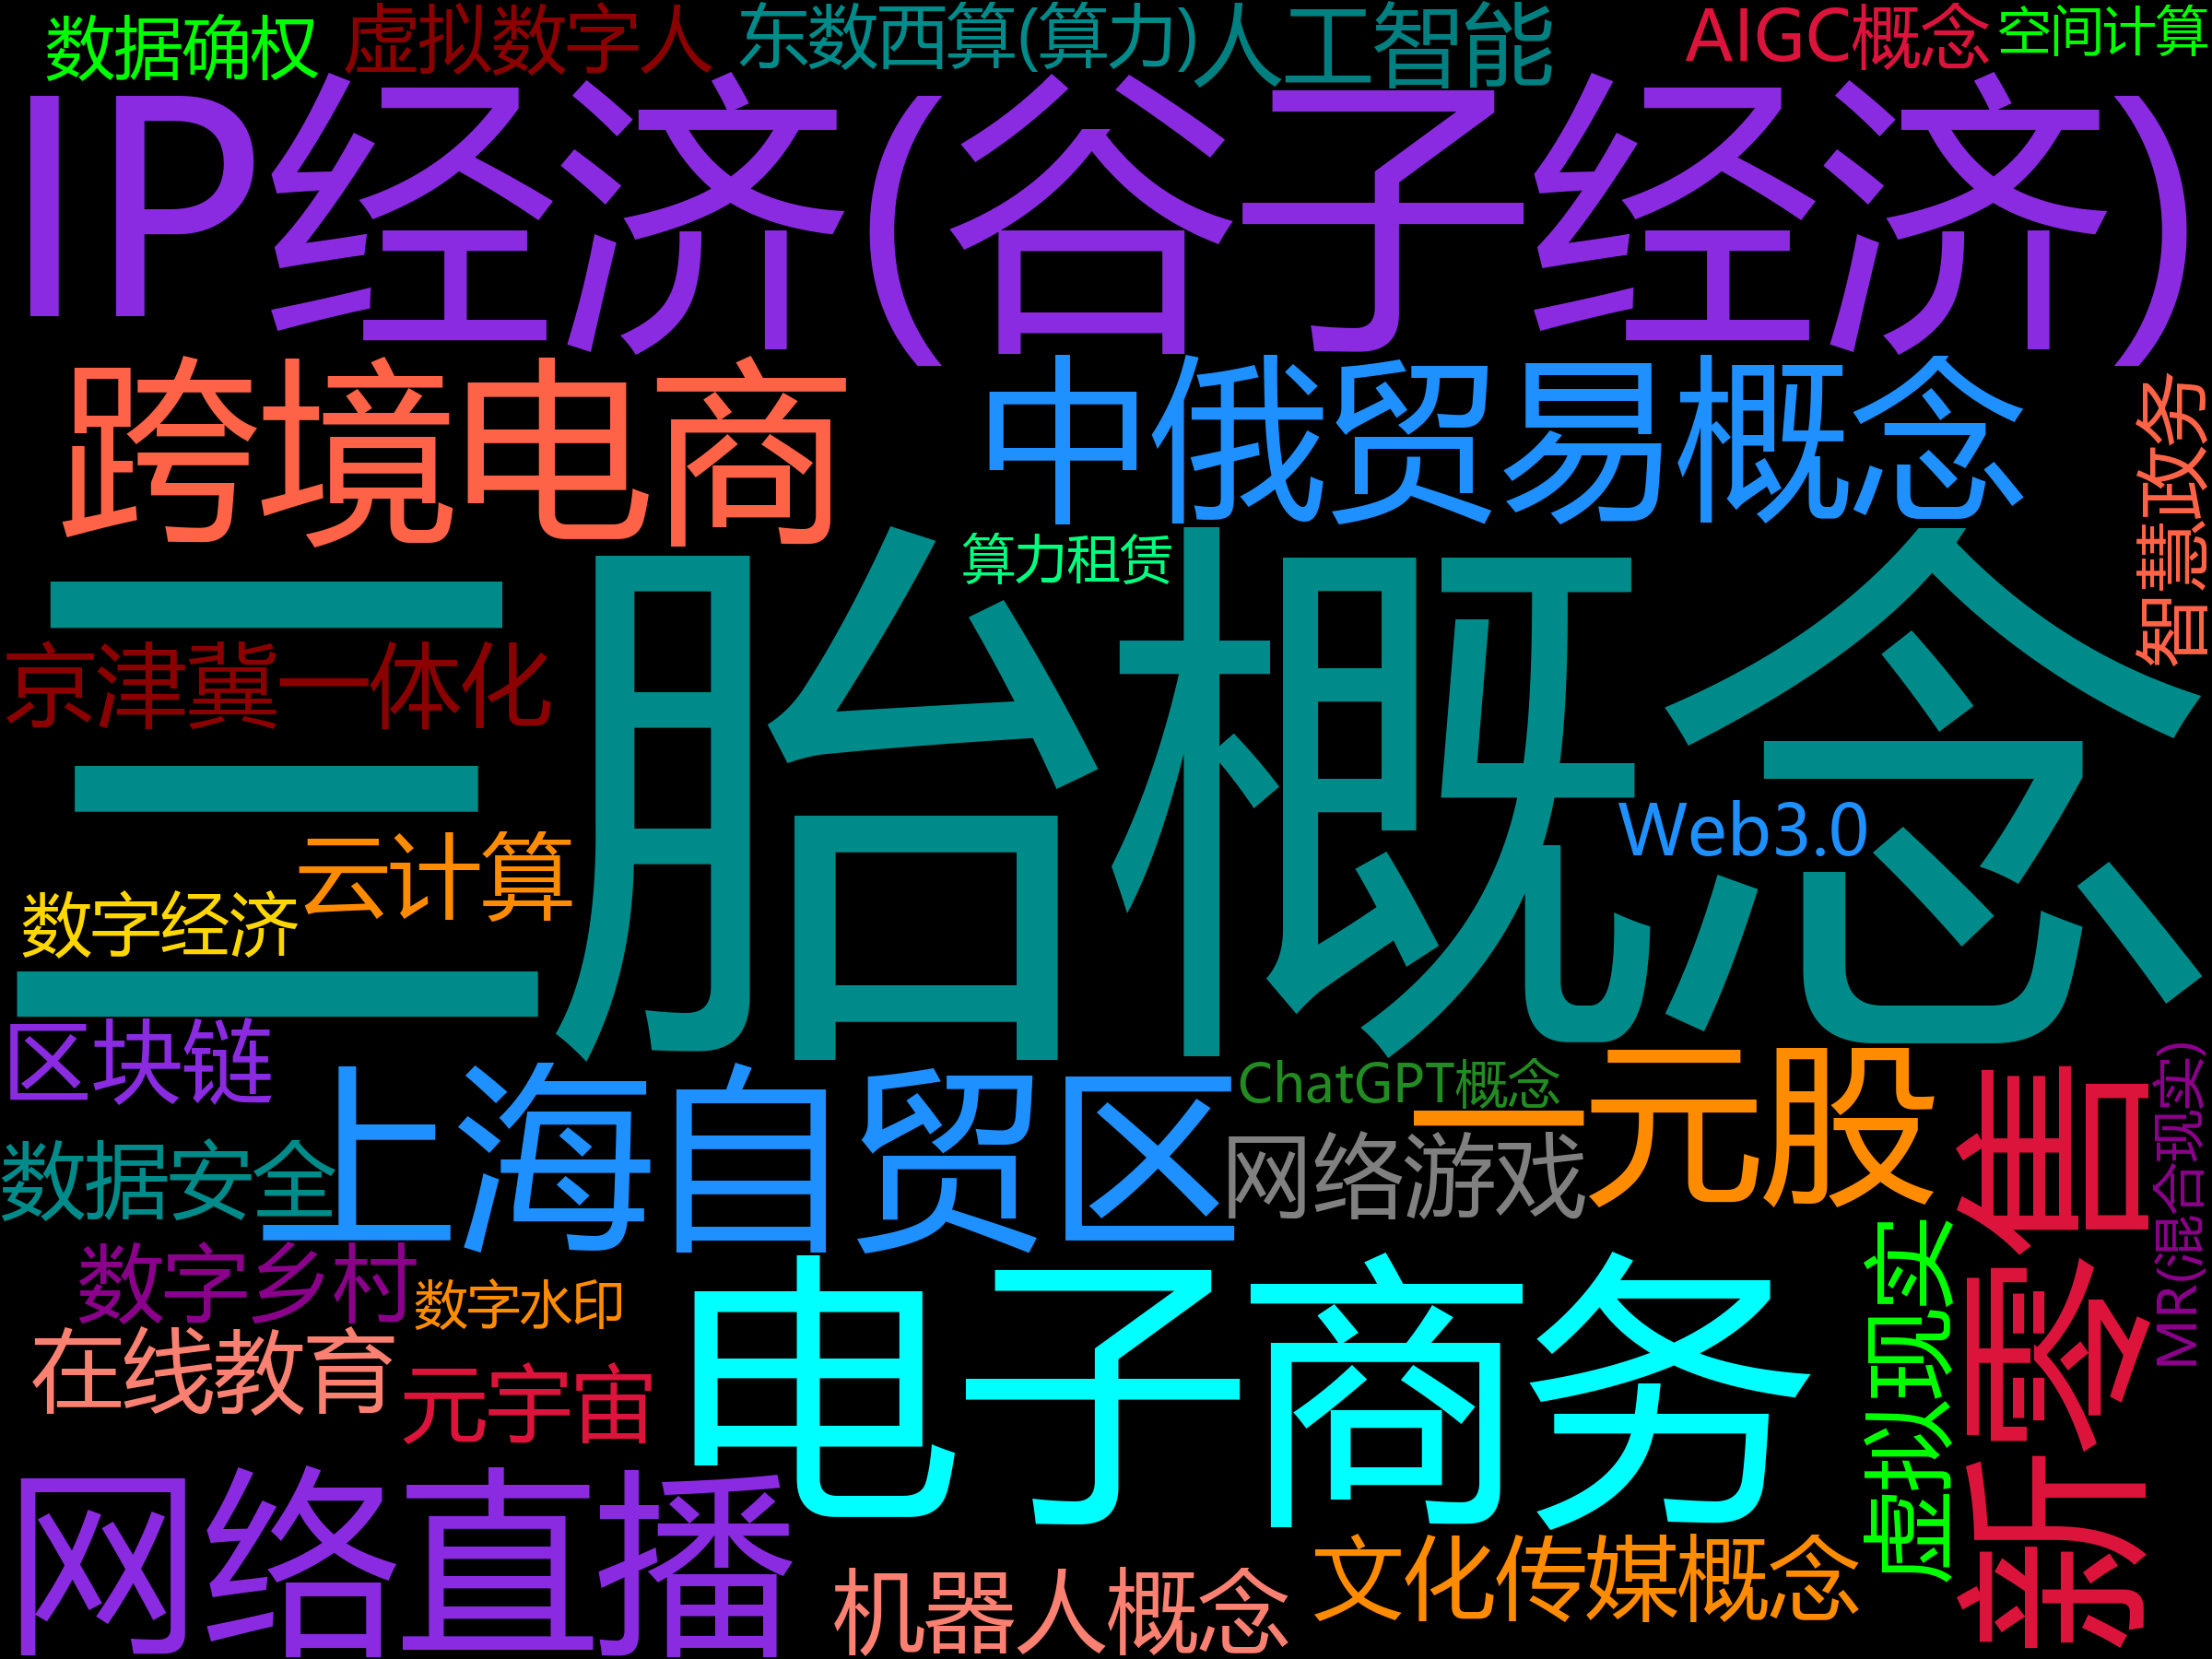 数据确权
虚拟数字人
东数西算(算力)
人工智能
AIGC概念
空间计算
IP经济(谷子经济)
跨境电商
中俄贸易概念
智慧政务
算力租赁
三胎概念
京津冀一体化
Web3.0
云计算
数字经济
区块链
上海自贸区
ChatGPT概念
一元股
新零售
MR(混合现实)
数据安全
网络游戏
虚拟现实
数字乡村
数字水印
电子商务
在线教育
元宇宙
网络直播
机器人概念
文化传媒概念